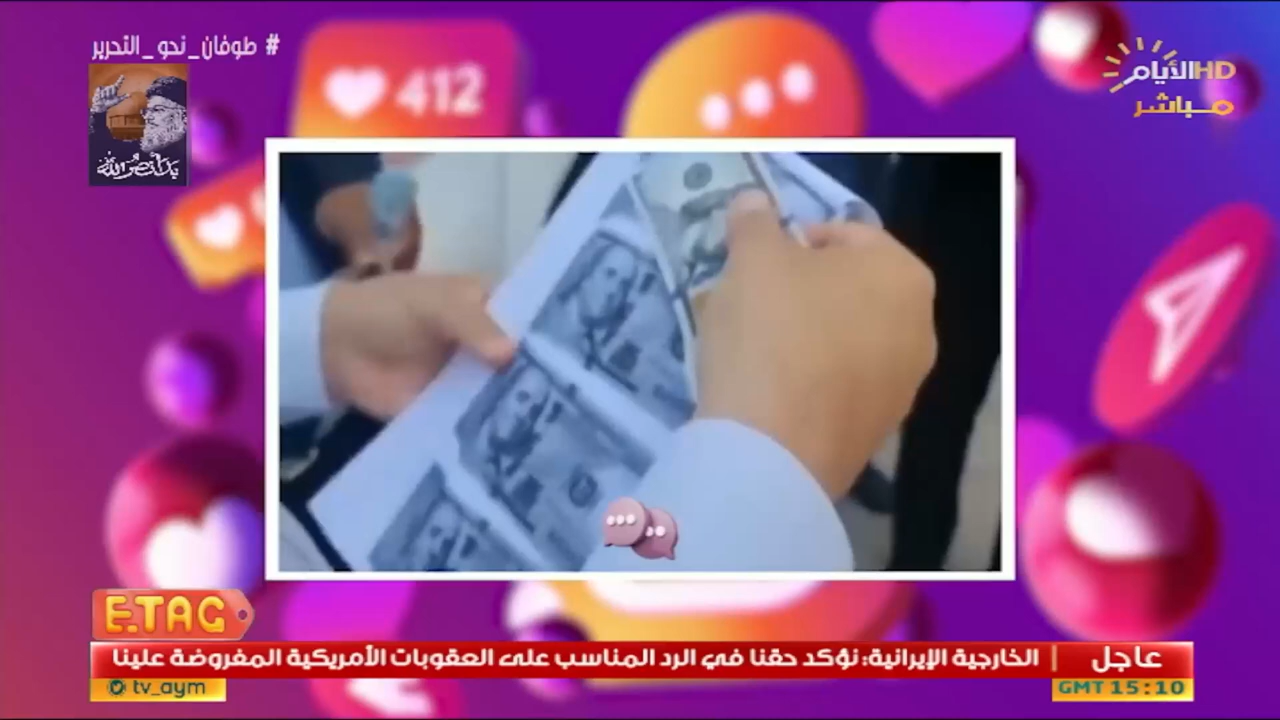 # طوفان_نحو_التحرير
412
الأيام HD
مباشر
E.TAG
عاجل
الخارجية الإيرانية: نؤكد حقنا في الرد المناسب على العقوبات الأمريكية المفروضة علينا
tv_aym
GMT 15:10